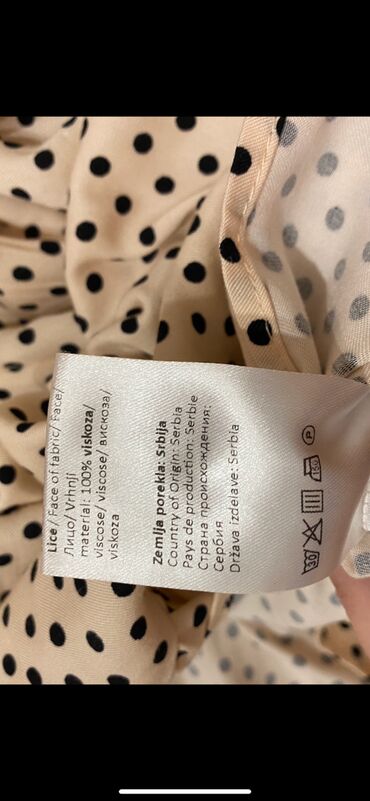 Lice / Face of fabric/ Face/
Лицо/ Vrhnji
material: 100% viskoza/
viscose/ viscose/ вискоза/
viskoza
Zemlja porekla: Srbija
Country of Origin: Serbia
Pays de production: Serbie
Страна происхождения:
Сербия
Država izdelave: Serbia
30
P